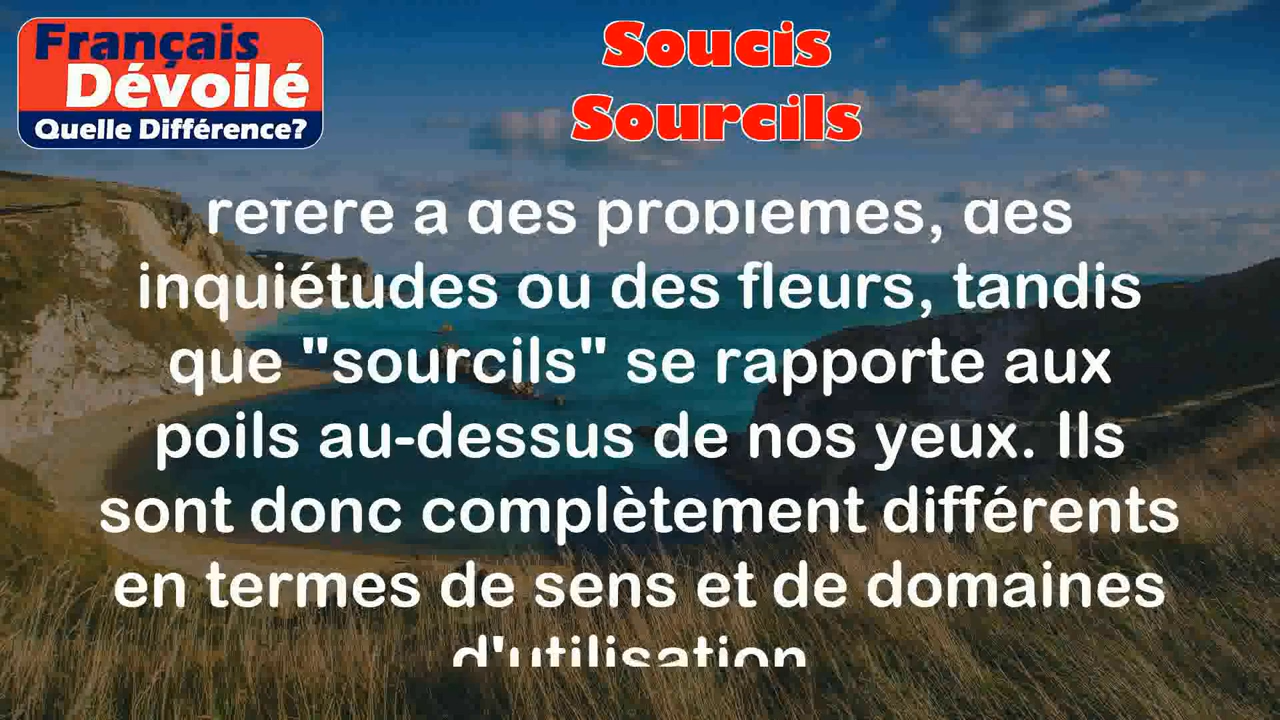 Français
Dévoilé
Quelle Différence?
Soucis
Sourcils
réfère à des problèmes, des
inquiétudes ou des fleurs, tandis
que "sourcils" se rapporte aux
poils au-dessus de nos yeux. Ils
sont donc complètement différents
en termes de sens et de domaines
d'utilisation